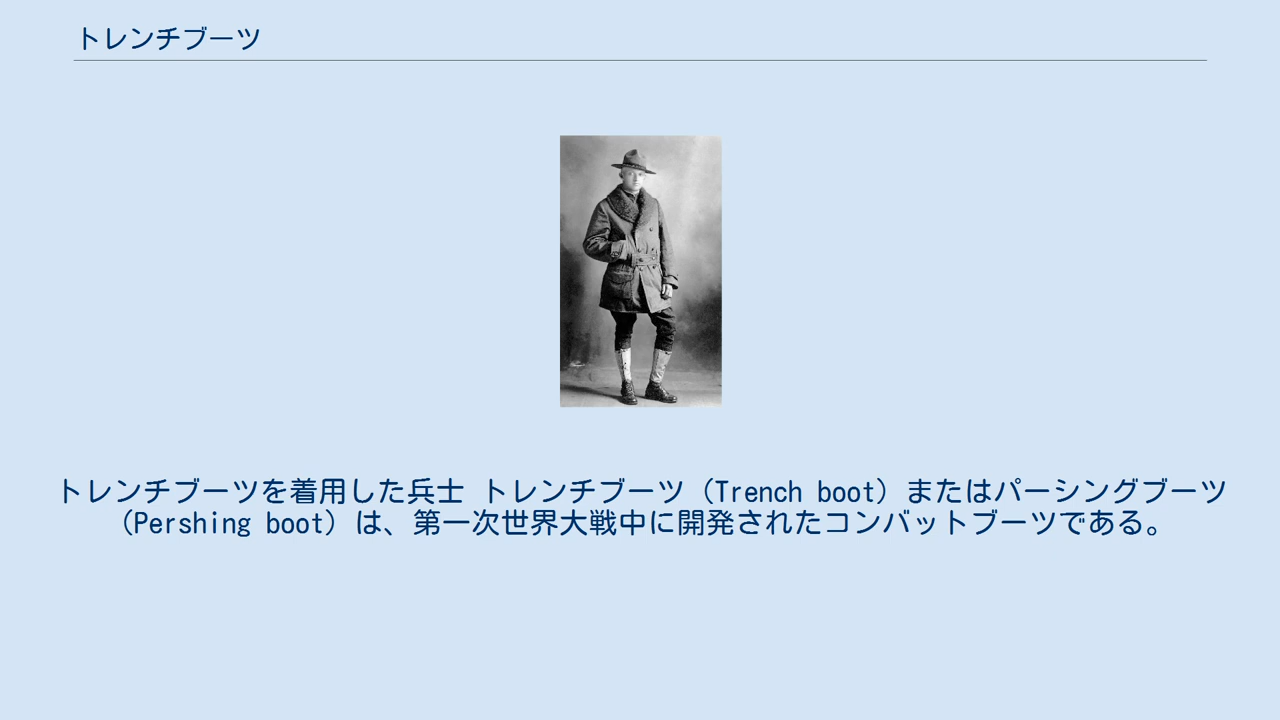 トレンチブーツ
トレンチブーツを着用した兵士 トレンチブーツ（Trench boot）またはパーシングブーツ
（Pershing boot）は、第一次世界大戦中に開発されたコンバットブーツである。